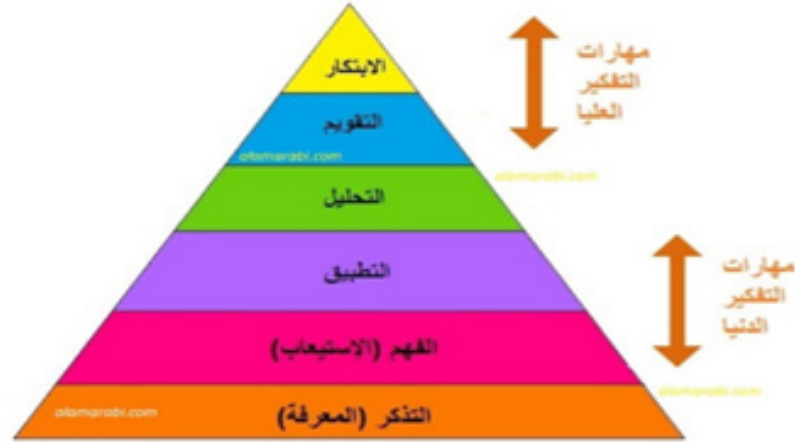 الابتكار
التقويم
alamarabi.com
التحليل
التطبيق
الفهم (الاستيعاب)
التذكر (المعرفة)
alamarabi.com
مهارات
التفكير
العليا
alamarabi.com
مهارات
التفكير
الدنيا
alamarabi.com